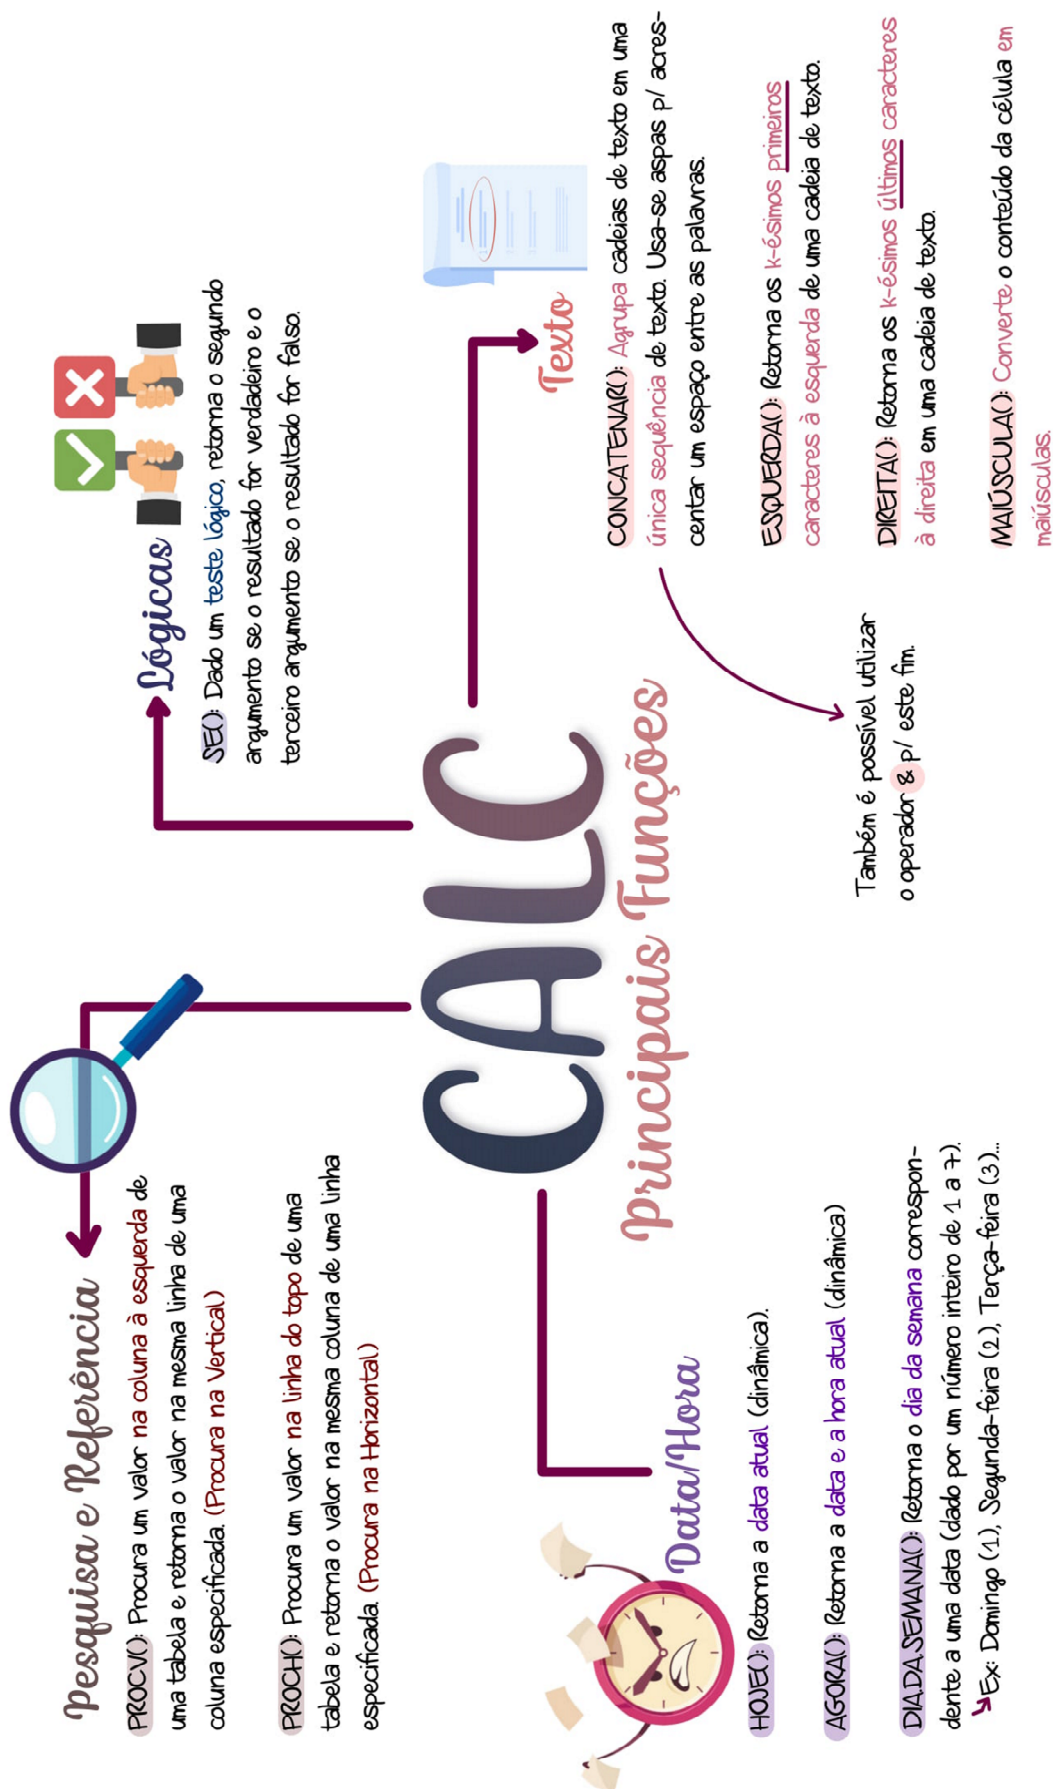 CALC
Principais Funções
Pesquisa e Referência
PROCV(): Procura um valor na coluna à esquerda de
uma tabela e retorna o valor na mesma linha de uma
coluna especificada. (Procura na Vertical)
PROCH(): Procura um valor na linha do topo de uma
tabela e retorna o valor na mesma coluna de uma linha
especificada. (Procura na Horizontal)
Lógicas
SE(): Dado um teste lógico, retorna o segundo
argumento se o resultado for verdadeiro e o
terceiro argumento se o resultado for falso.
Data/Hora
HOJE(): Retorna a data atual (dinâmica).
AGORA(): Retorna a data e a hora atual (dinâmica)
DIA.DA.SEMANA(): Retorna o dia da semana correspon-
dente a uma data (dado por um número inteiro de 1 a 7).
Ex: Domingo (1), Segunda-feira (2), Terça-feira (3)...
Texto
CONCATENAR(): Agrupa cadeias de texto em uma
única sequência de texto. Usa-se aspas p/ acres-
centar um espaço entre as palavras.
Também é possível utilizar
o operador & p/ este fim.
ESQUERDA(): Retorna os k-ésimos primeiros
caracteres à esquerda de uma cadeia de texto.
DIREITA(): Retorna os k-ésimos últimos caracteres
à direita em uma cadeia de texto.
MAIÚSCULA(): Converte o conteúdo da célula em
maiúsculas.